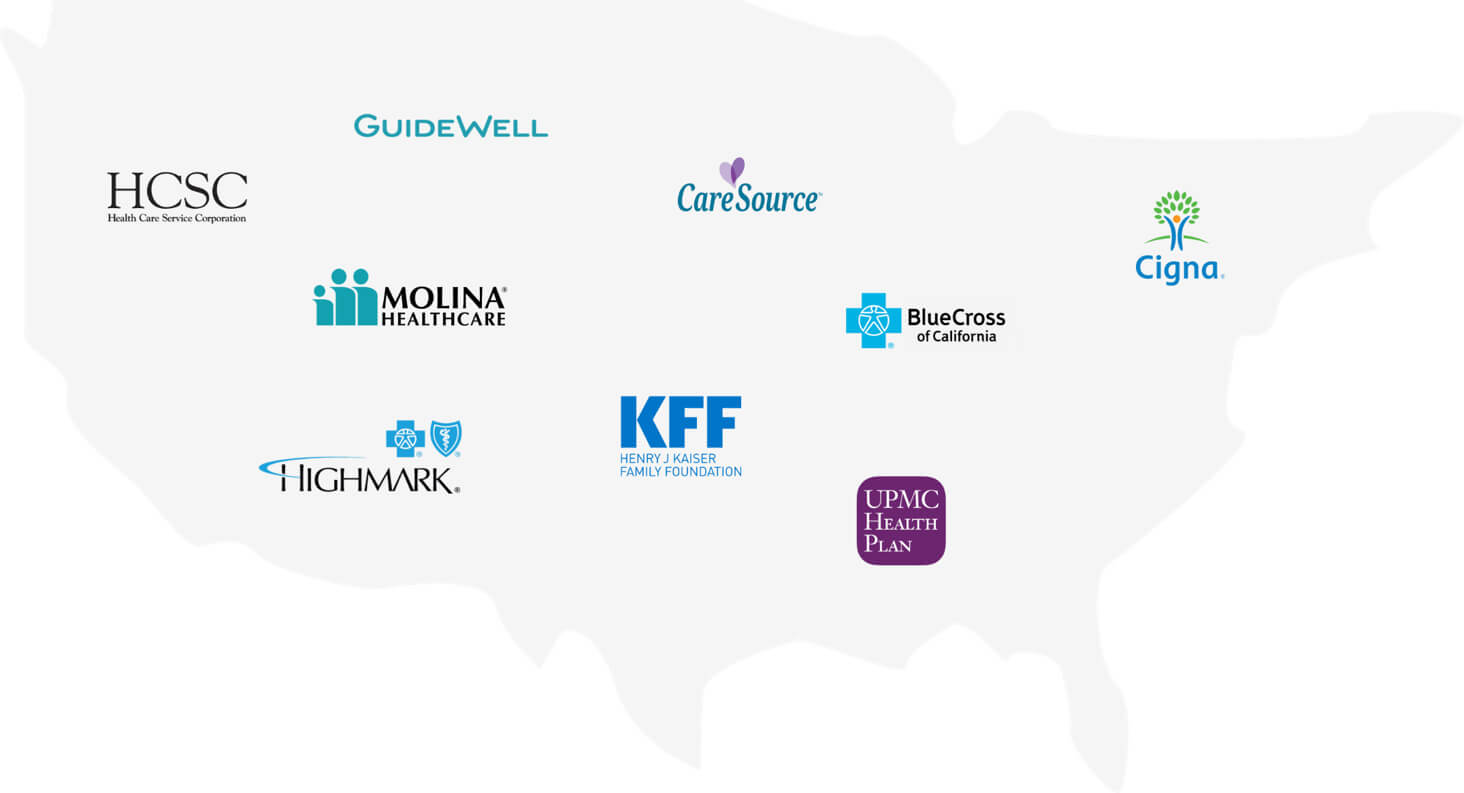 GUIDEWELL
HCSC
Health Care Service Corporation
CareSource™
Cigna®
MOLINA®
HEALTHCARE
BlueCross
of California
®
KFF
HENRY J KAISER
FAMILY FOUNDATION
® ®
HIGHMARK®
UPMC
HEALTH
PLAN